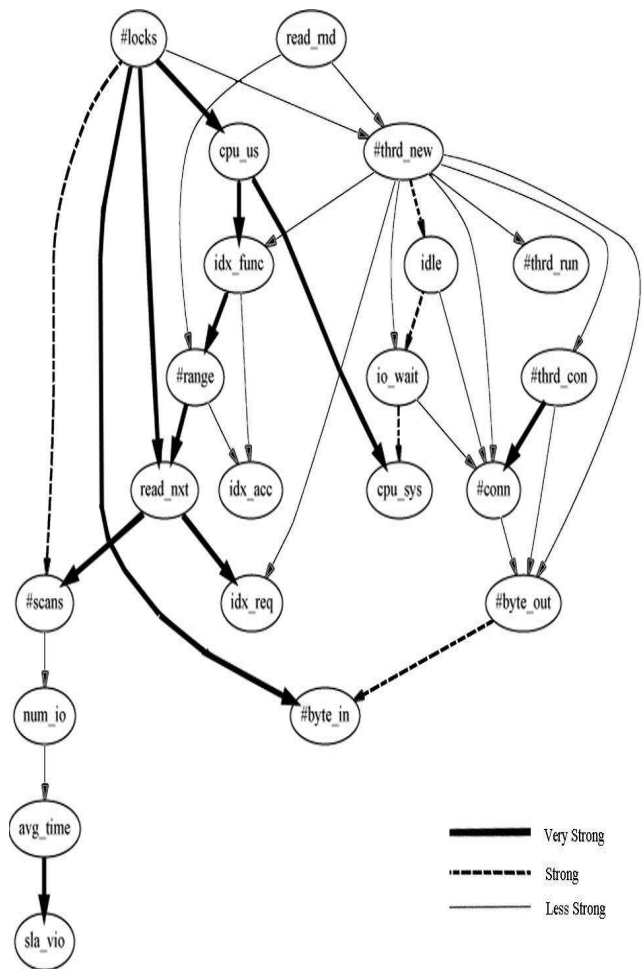 #locks
read_rnd
cpu_us
#thrd_new
idx_func
idle
#thrd_run
#range
io_wait
#thrd_con
read_nxt
idx_acc
cpu_sys
#conn
#scans
idx_req
#byte_out
num_io
#byte_in
avg_time
Very Strong
Strong
Less Strong
sla_vio